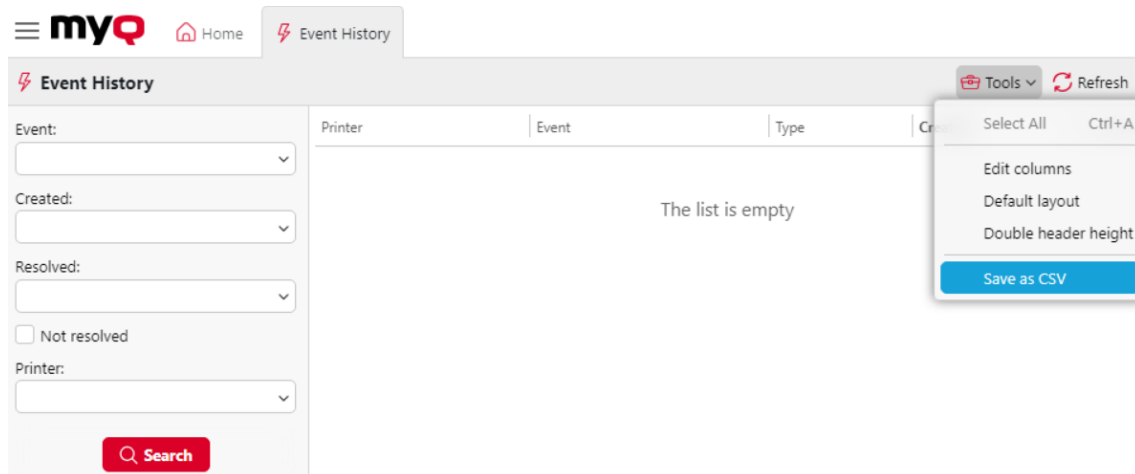 myQ
Home
Event History
Event History
Tools
Refresh
Event:
Created:
Resolved:
Not resolved
Printer:
Search
Printer
Event
Type
The list is empty
Select All
Ctrl+A
Edit columns
Default layout
Double header height
Save as CSV